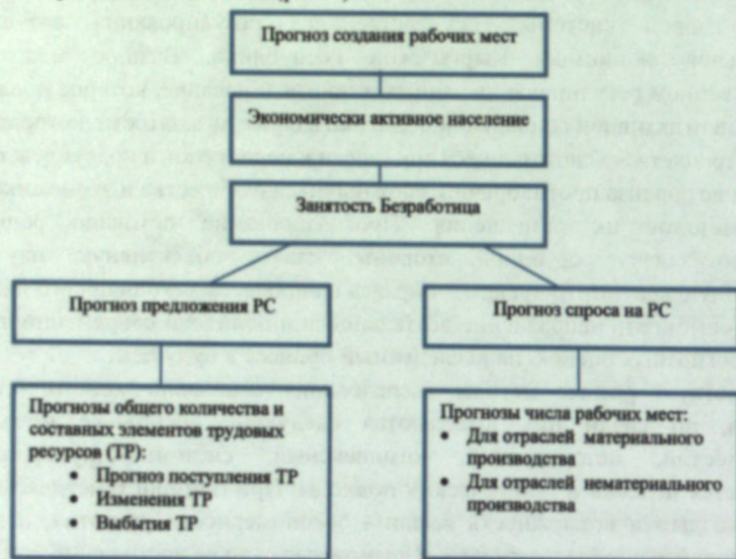 Прогноз создания рабочих мест
Экономически активное население
Занятость Безработица
Прогноз предложения РС
Прогноз спроса на РС
Прогнозы общего количества и
составных элементов трудовых
ресурсов (ТР):
• Прогноз поступления ТР
• Изменения ТР
• Выбытия ТР
Прогнозы числа рабочих мест:
• Для отраслей материального
производства
• Для отраслей нематериального
производства